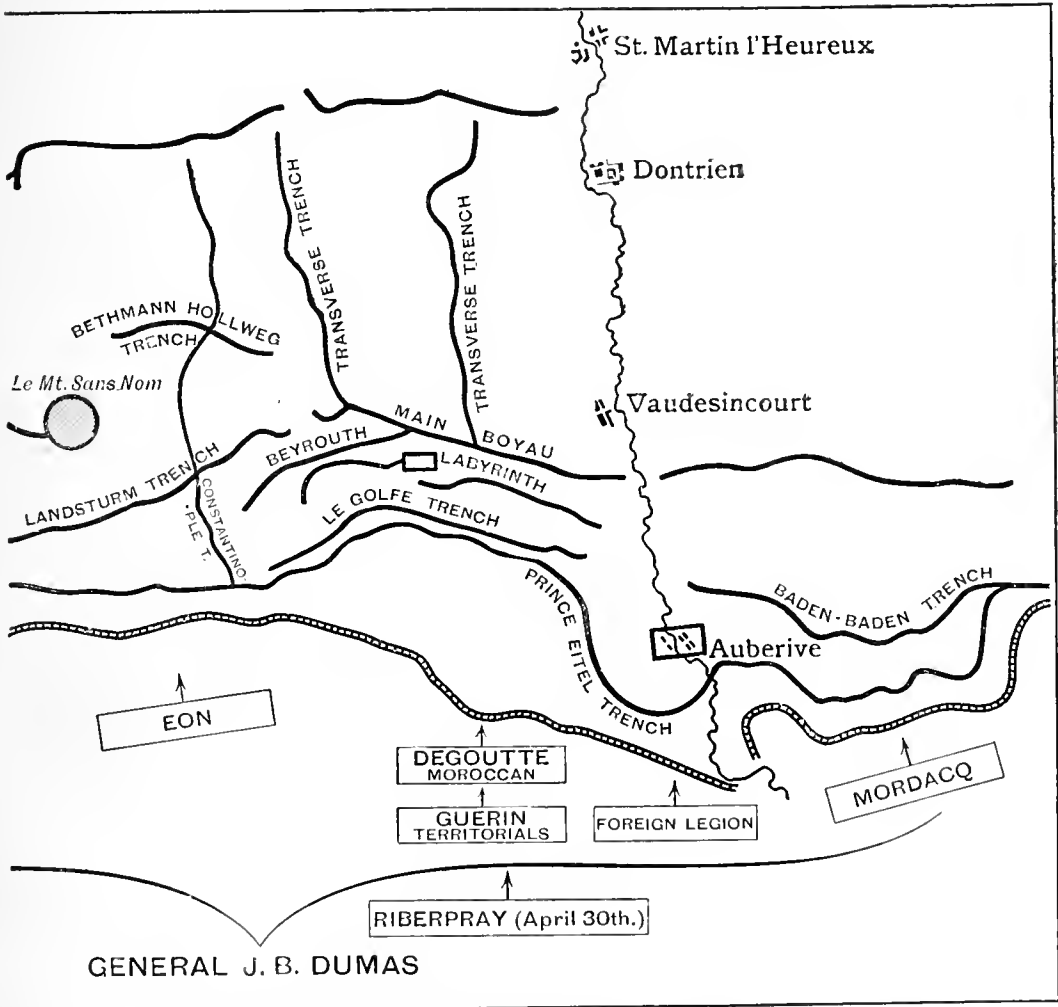 St. Martin l'Heureux
Dontrien
TRANSVERSE TRENCH
TRANSVERSE TRENCH
BETHMANN HOLLWEG
TRENCH
Le Mt. Sans Nom
Vaudesincourt
MAIN BOYAU
BEYROUTH
LABYRINTH
LANDSTURM TRENCH
CONSTANTINO-
PLE T.
LE GOLFE TRENCH
PRINCE EITEL TRENCH
BADEN-BADEN TRENCH
Auberive
EON
DEGOUTTE
MOROCCAN
GUERIN
TERRITORIALS
FOREIGN LEGION
MORDACQ
RIBERPRAY (April 30th.)
GENERAL J. B. DUMAS